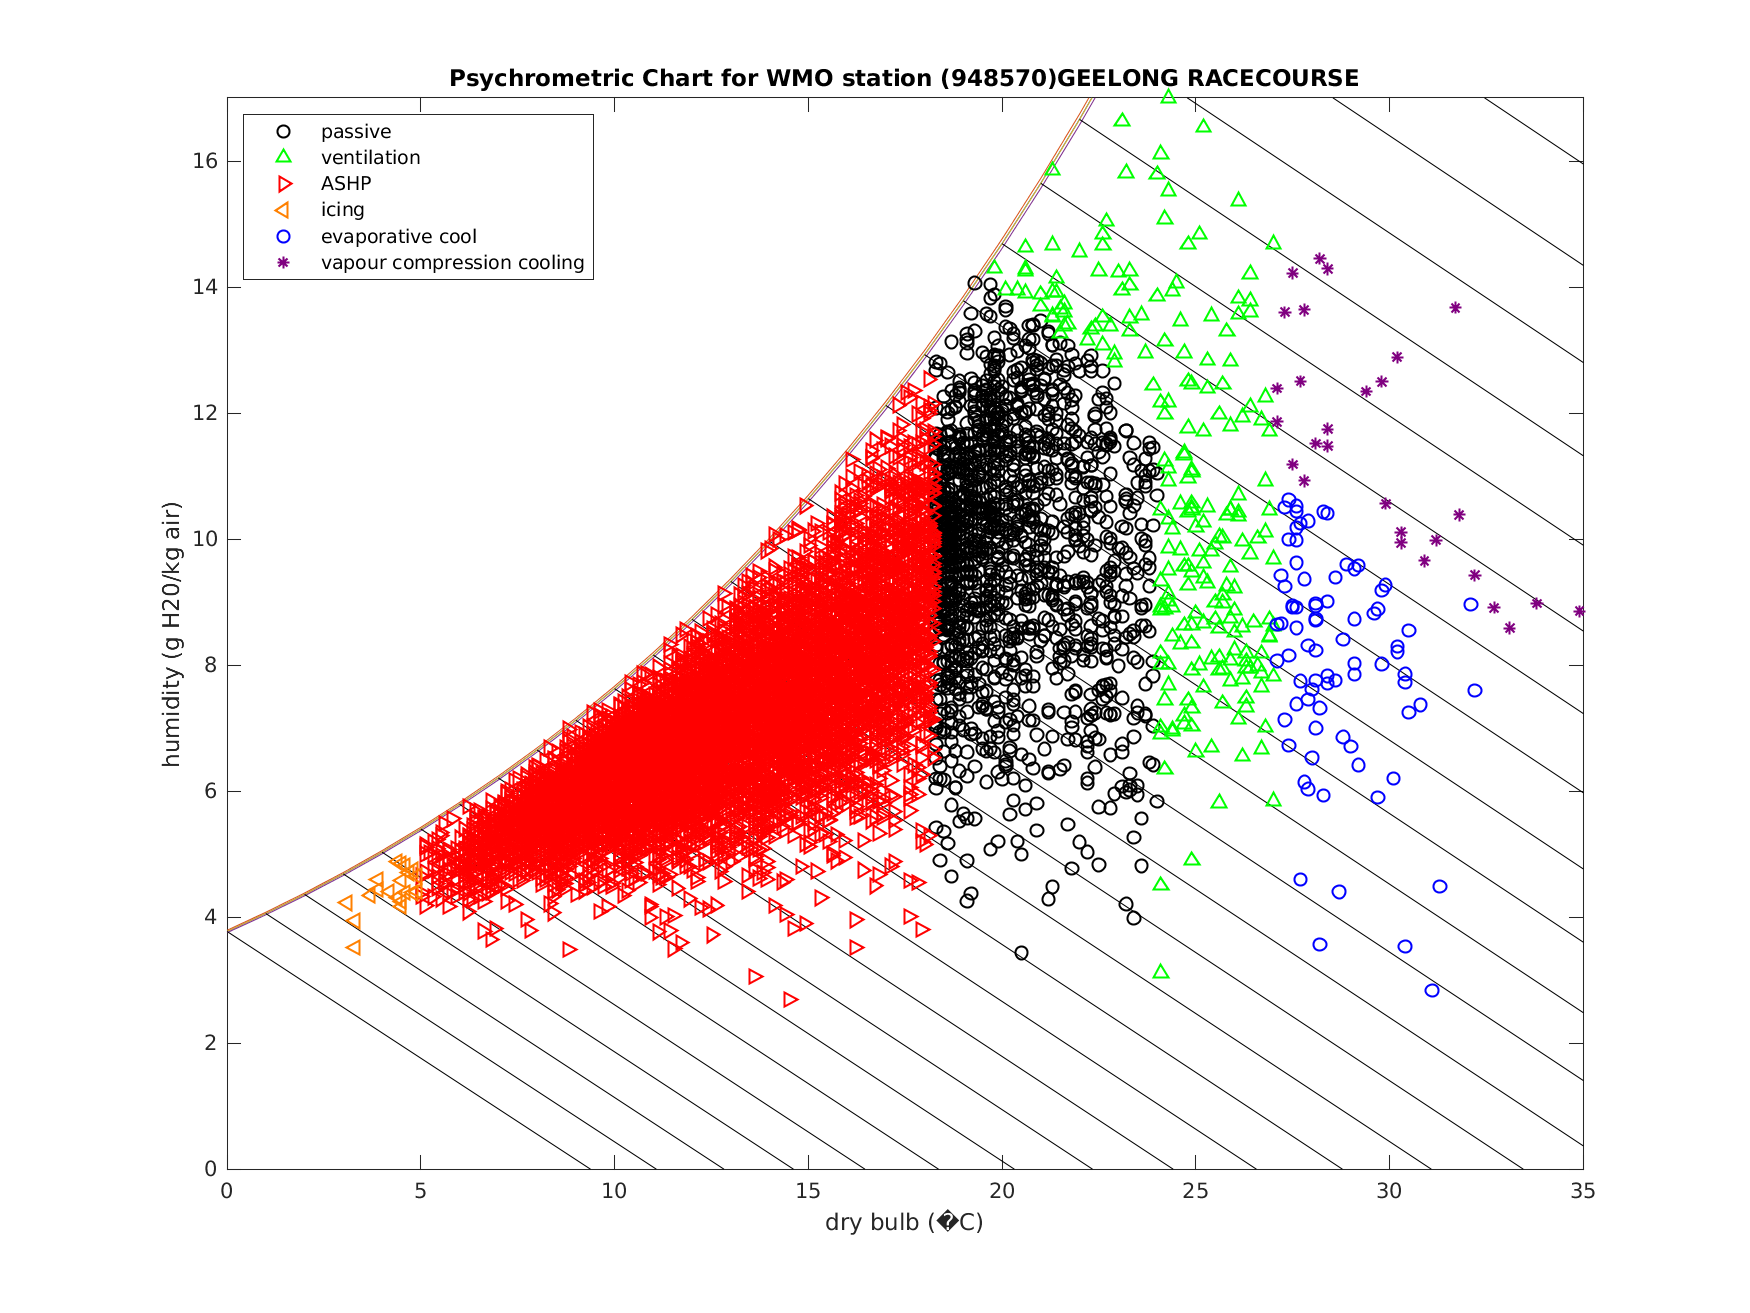 Psychrometric Chart for WMO station (948570)GEELONG RACECOURSE
passive
ventilation
ASHP
icing
evaporative cool
vapour compression cooling
humidity (g H20/kg air)
16
14
12
10
8
6
4
2
0
0 5 10 15 20 25 30 35
dry bulb (�C)